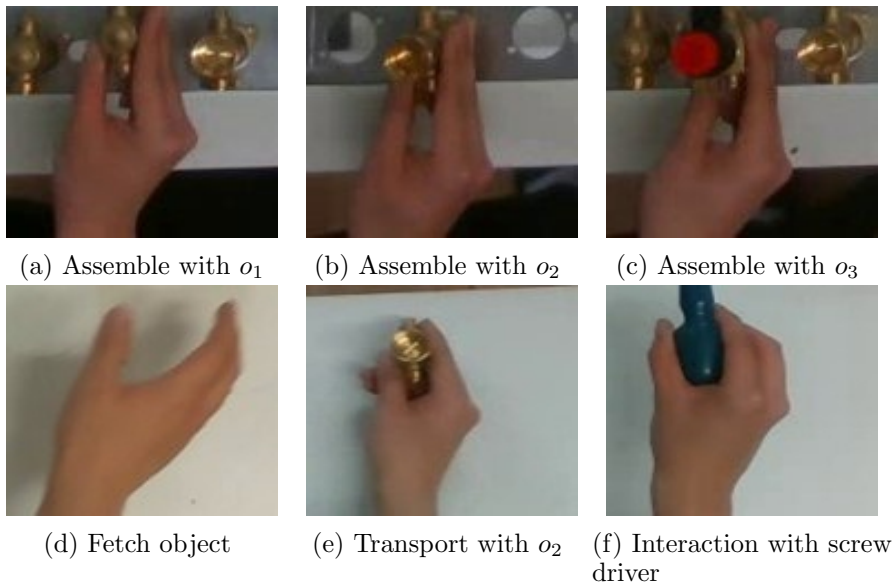 (a) Assemble with o₁
(b) Assemble with o₂
(c) Assemble with o₃
(d) Fetch object
(e) Transport with o₂
(f) Interaction with screw
driver